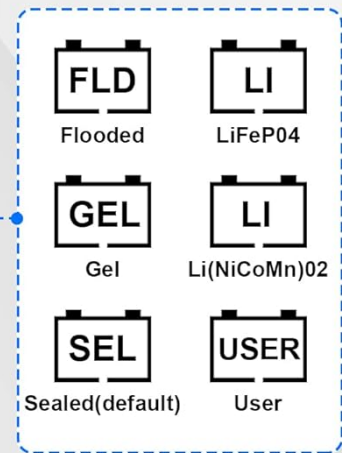 FLD LI
Flooded LiFeP04
GEL LI
Gel Li(NiCoMn)02
SEL USER
Sealed(default) User